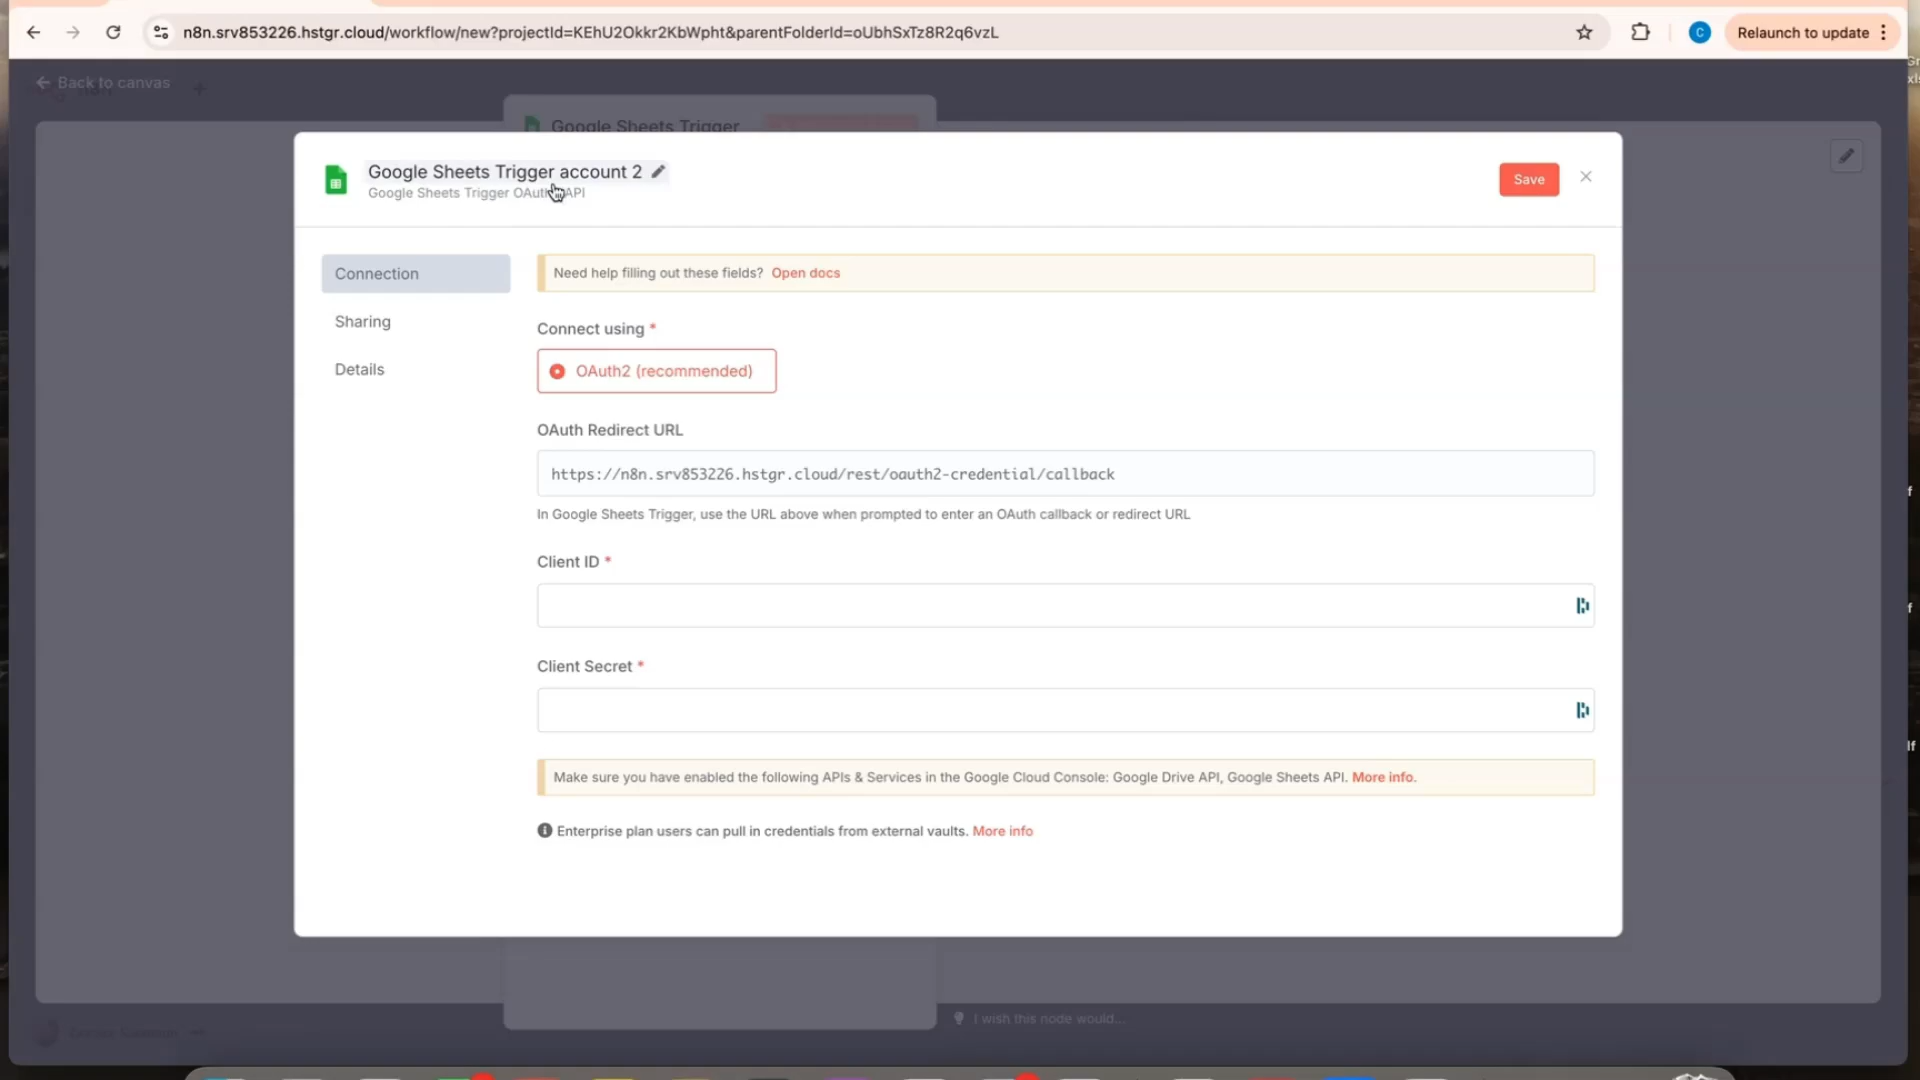 n8n.srv853226.hstgr.cloud/workflow/new?projectId=KEhU2Okkr2KbWpht&parentFolderId=oUbhSxTz8R2q6vzL
C
Relaunch to update
Back to canvas
Google Sheets Trigger
Google Sheets Trigger account 2
Google Sheets Trigger OAuth API
Save
Connection
Sharing
Details
Need help filling out these fields? Open docs
Connect using *
OAuth2 (recommended)
OAuth Redirect URL
https://n8n.srv853226.hstgr.cloud/rest/oauth2-credential/callback
In Google Sheets Trigger, use the URL above when prompted to enter an OAuth callback or redirect URL
Client ID *
Client Secret *
Make sure you have enabled the following APIs & Services in the Google Cloud Console: Google Drive API, Google Sheets API. More info.
Enterprise plan users can pull in credentials from external vaults. More info
I wish this node would...